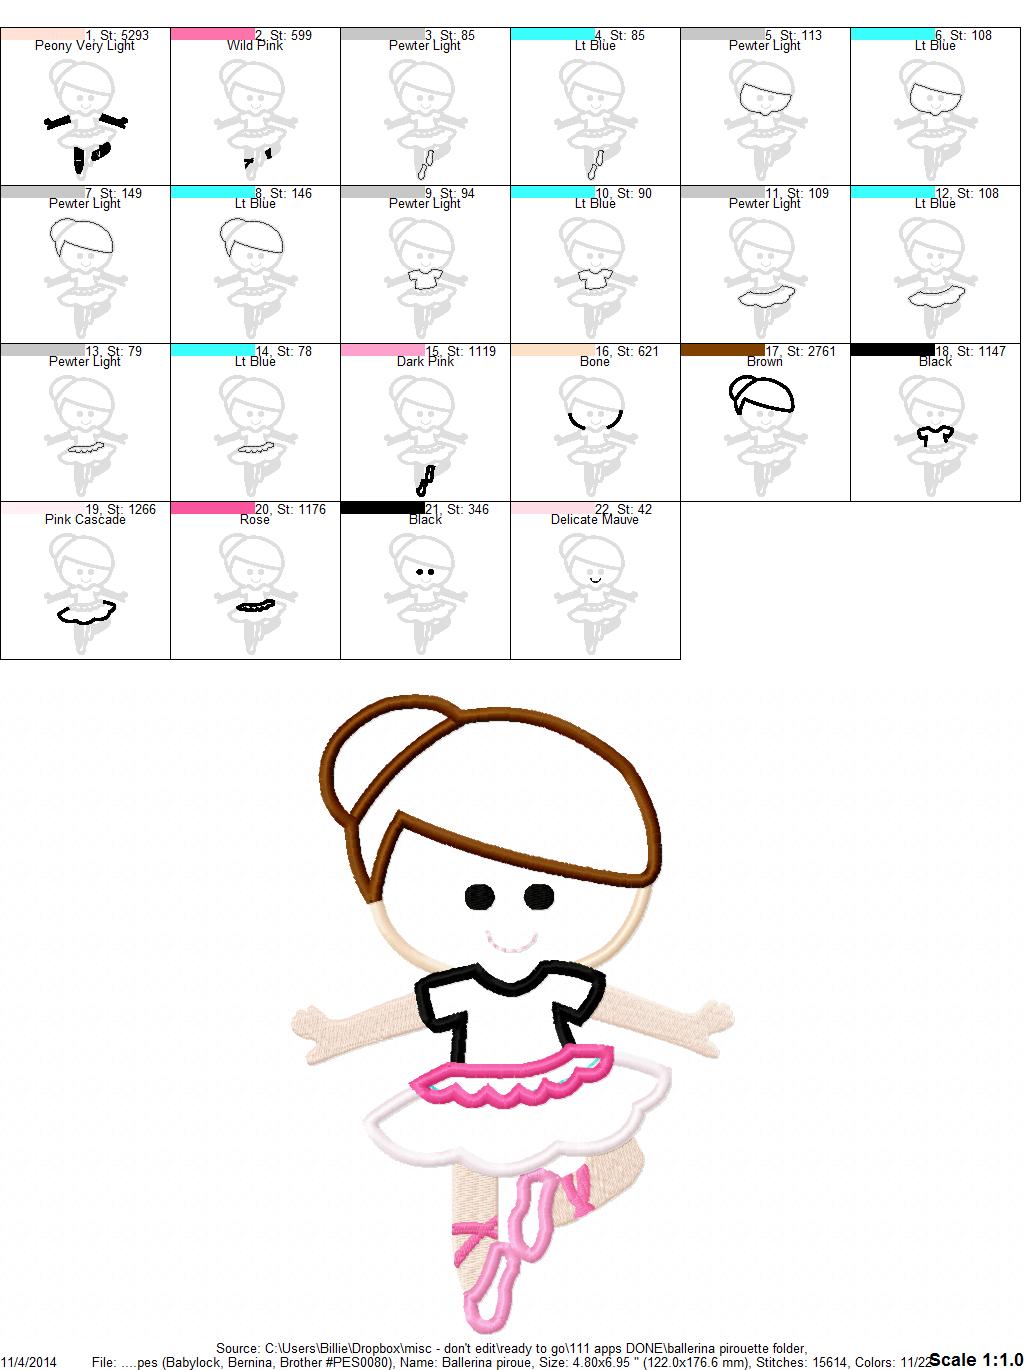 1, St: 5293
Peony Very Light
2, St: 599
Wild Pink
3, St: 85
Pewter Light
4, St: 85
Lt Blue
5, St: 113
Pewter Light
6, St: 108
Lt Blue
7, St: 149
Pewter Light
8, St: 146
Lt Blue
9, St: 94
Pewter Light
10, St: 90
Lt Blue
11, St: 109
Pewter Light
12, St: 108
Lt Blue
13, St: 79
Pewter Light
14, St: 78
Lt Blue
15, St: 1119
Dark Pink
16, St: 621
Bone
17, St: 2761
Brown
18, St: 1147
Black
19, St: 1266
Pink Cascade
20, St: 1176
Rose
21, St: 346
Black
22, St: 42
Delicate Mauve
Source: C:\Users\Billie\Dropbox\misc - don't edit\ready to go\111 apps DONE\ballerina pirouette folder,
11/4/2014 File: ....pes (Babylock, Bernina, Brother #PES0080), Name: Ballerina piroue, Size: 4.80x6.95 " (122.0x176.6 mm), Stitches: 15614, Colors: 11/22 Scale 1:1.0